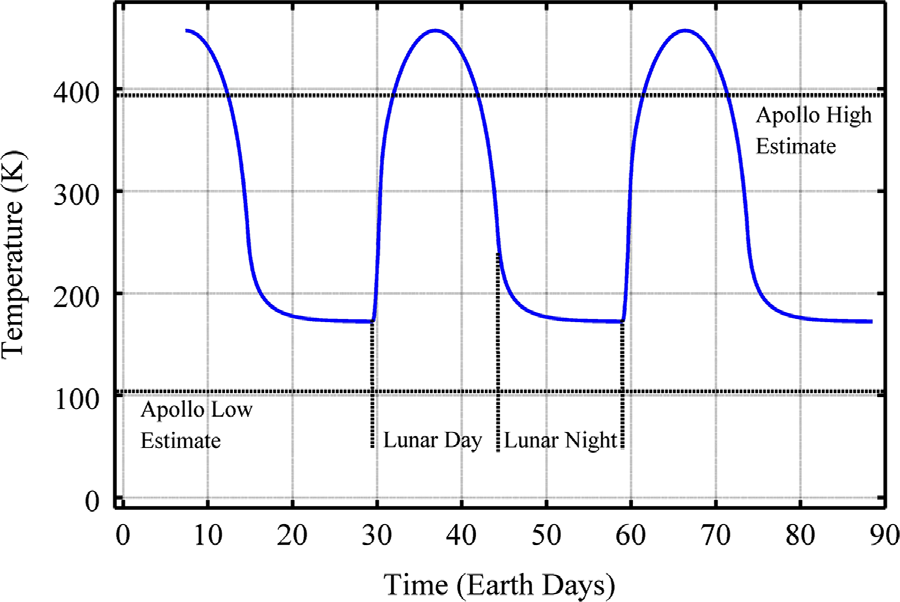 400
300
200
100
0
Temperature (K)
Apollo High
Estimate
Apollo Low
Estimate
Lunar Day
Lunar Night
0 10 20 30 40 50 60 70 80 90
Time (Earth Days)